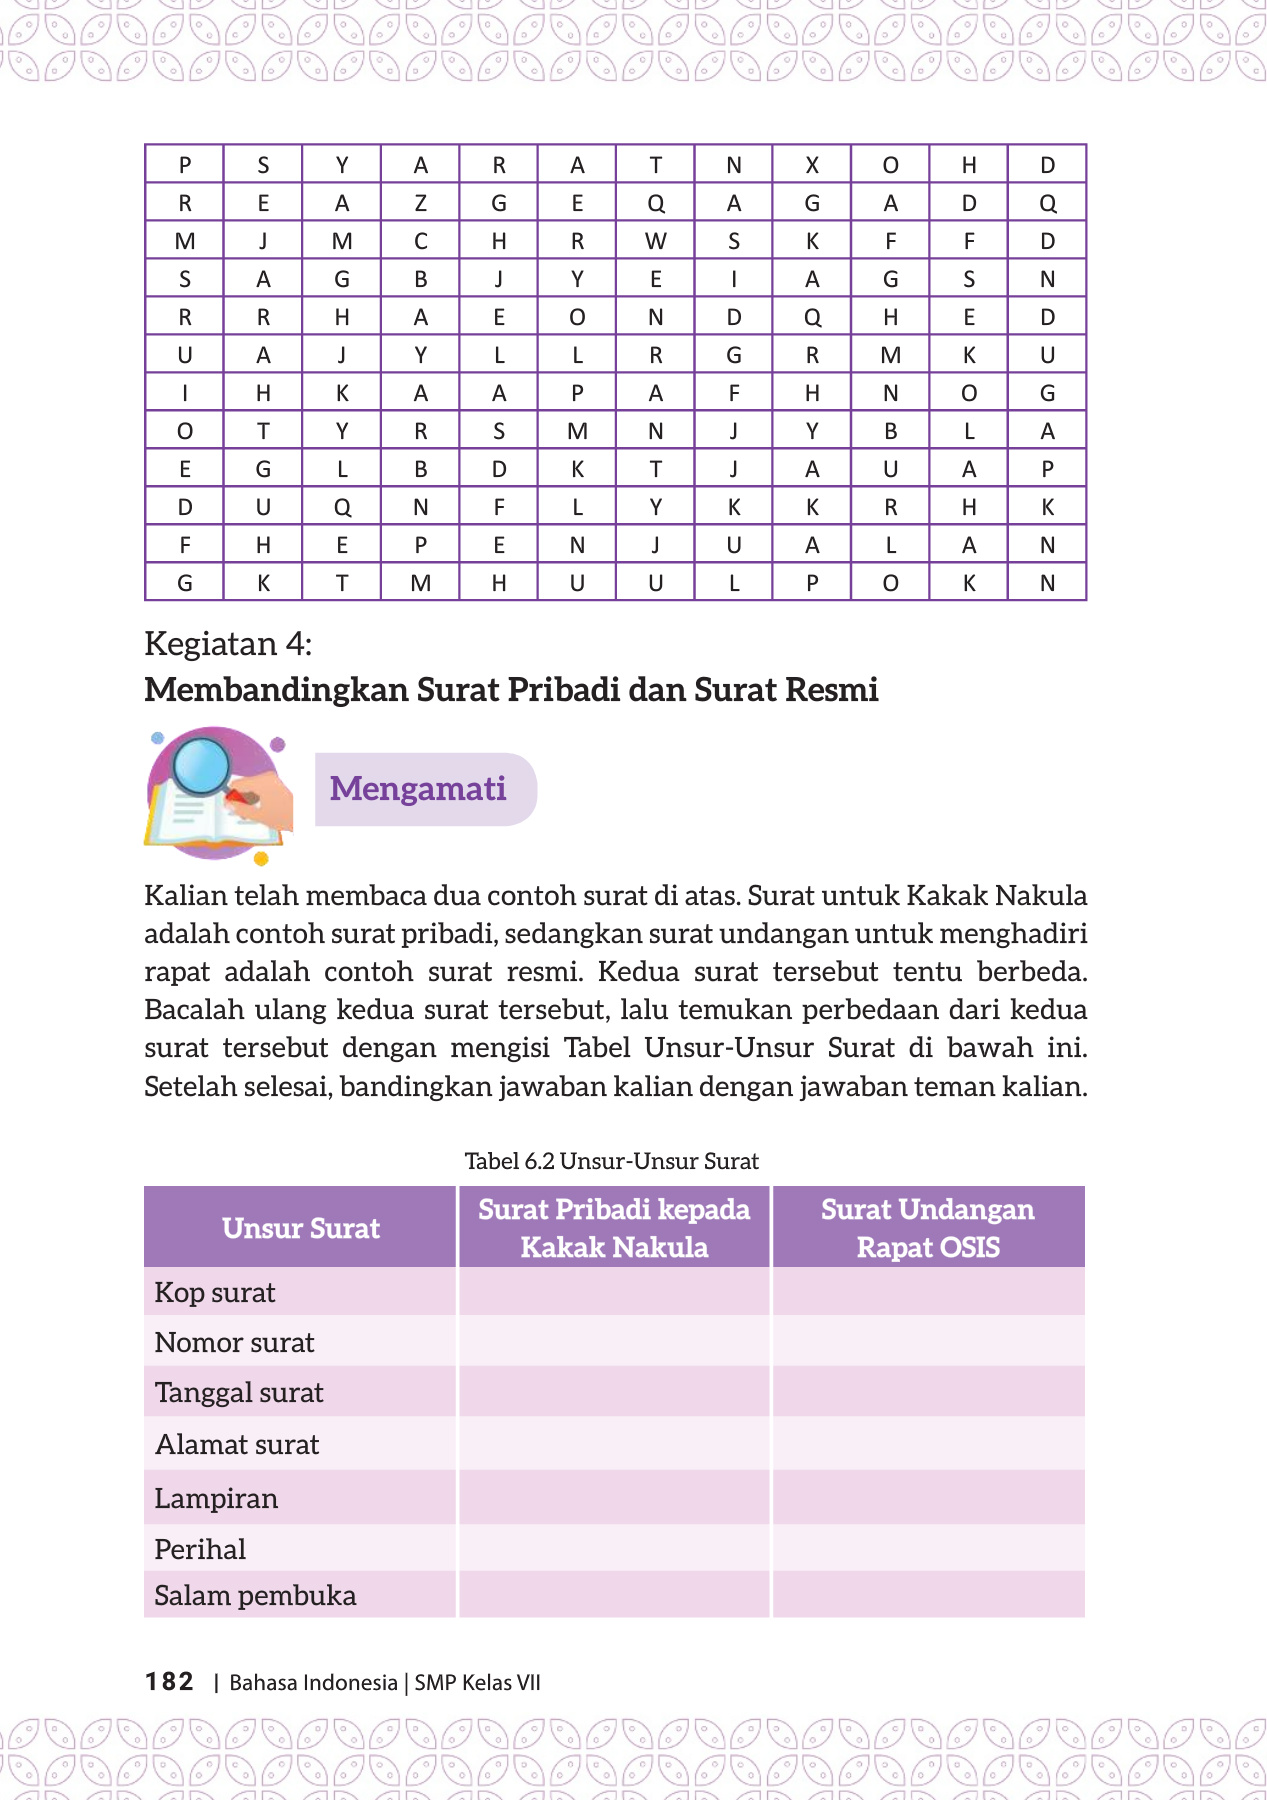 P S Y A R A T N X O H D
R E A Z G E Q A G A D Q
M J M C H R W S K F F D
S A G B J Y E I A G S N
R R H A E O N D Q H E D
U A J Y L L R G R M K U
I H K A A P A F H N O G
O T Y R S M N J Y B L A
E G L B D K T J A U A P
D U Q N F L Y K K R H K
F H E P E N J U A L A N
G K T M H U U L P O K N
Kegiatan 4:
Membandingkan Surat Pribadi dan Surat Resmi
Mengamati
Kalian telah membaca dua contoh surat di atas. Surat untuk Kakak Nakula
adalah contoh surat pribadi, sedangkan surat undangan untuk menghadiri
rapat adalah contoh surat resmi. Kedua surat tersebut tentu berbeda.
Bacalah ulang kedua surat tersebut, lalu temukan perbedaan dari kedua
surat tersebut dengan mengisi Tabel Unsur-Unsur Surat di bawah ini.
Setelah selesai, bandingkan jawaban kalian dengan jawaban teman kalian.
Tabel 6.2 Unsur-Unsur Surat
Unsur Surat
Surat Pribadi kepada
Kakak Nakula
Surat Undangan
Rapat OSIS
Kop surat
Nomor surat
Tanggal surat
Alamat surat
Lampiran
Perihal
Salam pembuka
182 | Bahasa Indonesia | SMP Kelas VII